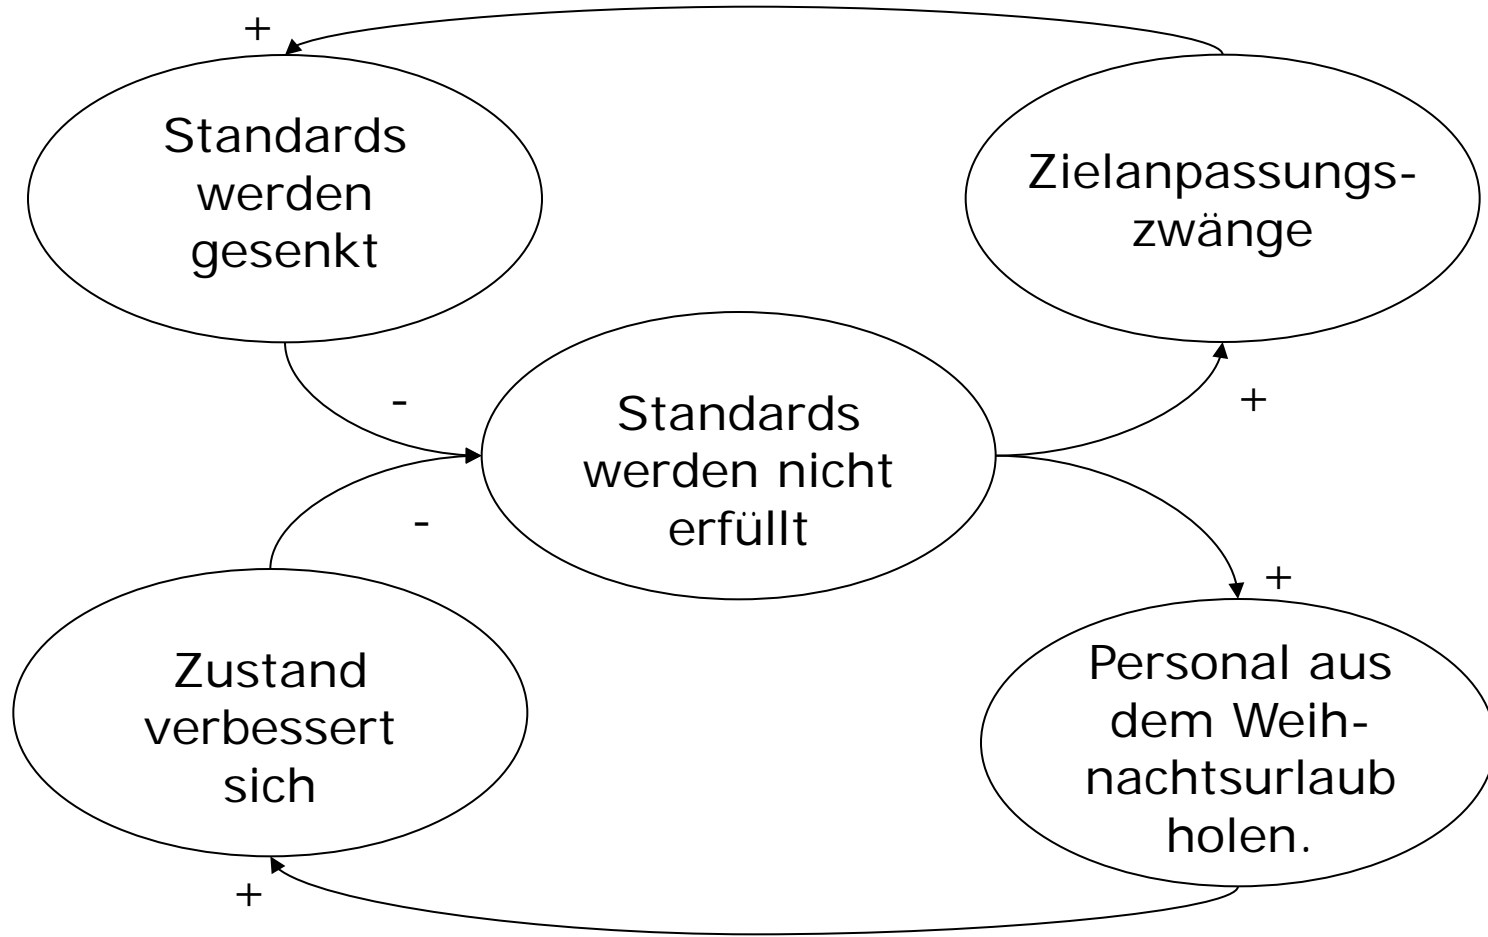 +
Standards
werden
gesenkt
Zielanpassungs-
zwänge
-
+
Standards
werden nicht
erfüllt
-
+
Zustand
verbessert
sich
Personal aus
dem Weih-
nachtsurlaub
holen.
+